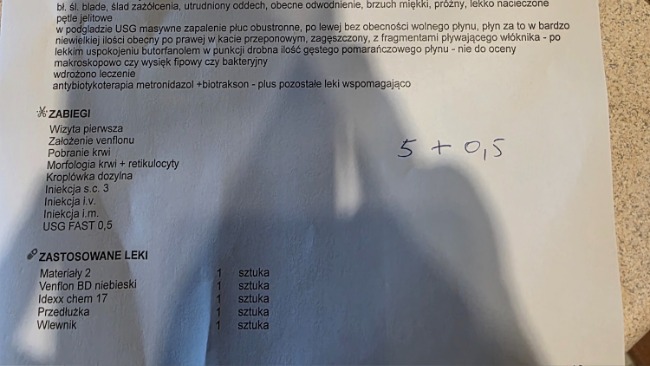 bł. śl. blade, ślad zażółcenia, utrudniony oddech, obecne odwodnienie, brzuch miękki, próżny, lekko nacieczone
pętle jelitowe
w podglądzie USG masywne zapalenie płuc obustronne, po lewej bez obecności wolnego płynu, płyn za to w bardzo
niewielkiej ilości obecny po prawej w kącie przeponowym, zagęszczony, z fragmentami pływającego włóknika - po
lekkim uspokojeniu butorfanolem w punkcji drobna ilość gęstego pomarańczowego płynu - nie do oceny
makroskopowo czy wysięk fipowy czy bakteryjny
wdrożono leczenie
antybiotykoterapia metronidazol +biotrakson - plus pozostałe leki wspomagająco
ZABIEGI
Wizyta pierwsza
Założenie venflonu
Pobranie krwi
Morfologia krwi + retikulocyty
Kroplówka dożylna
Iniekcja s.c. 3
Iniekcja i.v.
Iniekcja i.m.
USG FAST 0,5
5 + 0,5
ZASTOSOWANE LEKI
Materiały 2 1 sztuka
Venflon BD niebieski 1 sztuka
Idexx chem 17 1 sztuka
Przedłużka 1 sztuka
Wlewnik 1 sztuka